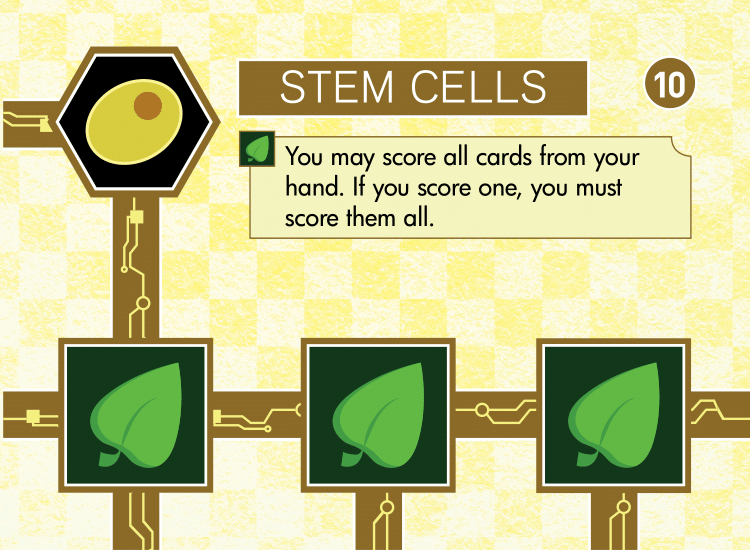 STEM CELLS
10
You may score all cards from your
hand. If you score one, you must
score them all.